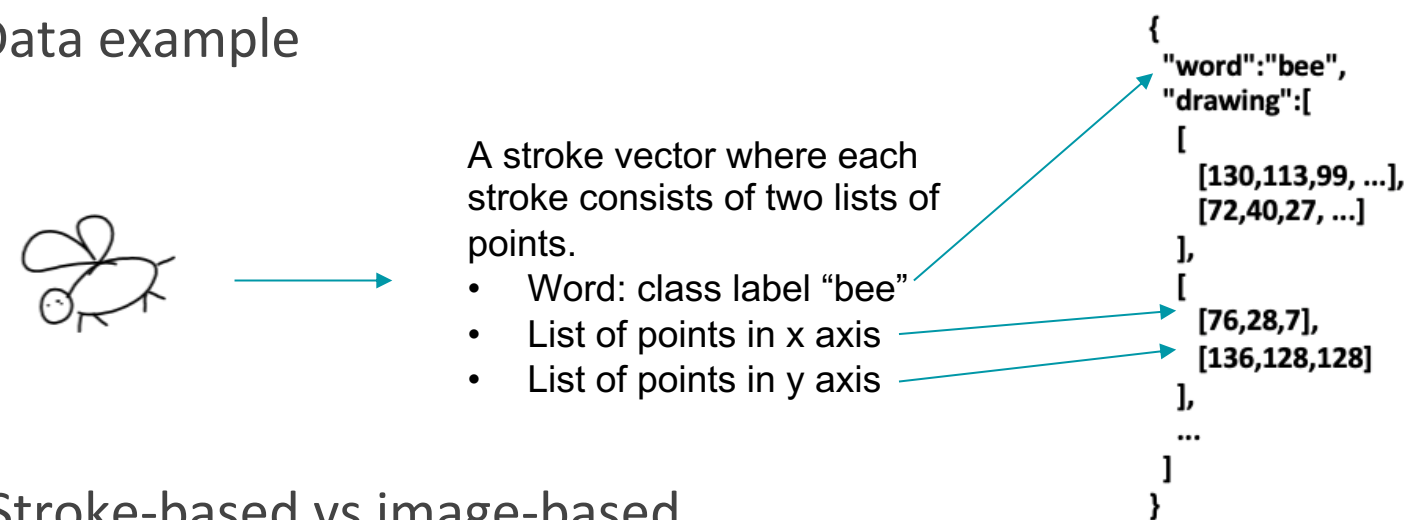 Data example
A stroke vector where each
stroke consists of two lists of
points.
• Word: class label “bee”
• List of points in x axis
• List of points in y axis
{
"word":"bee",
"drawing":[
[
[130,113,99, ...],
[72,40,27, ...]
],
[
[76,28,7],
[136,128,128]
],
...
]
}
Stroke-based vs image-based